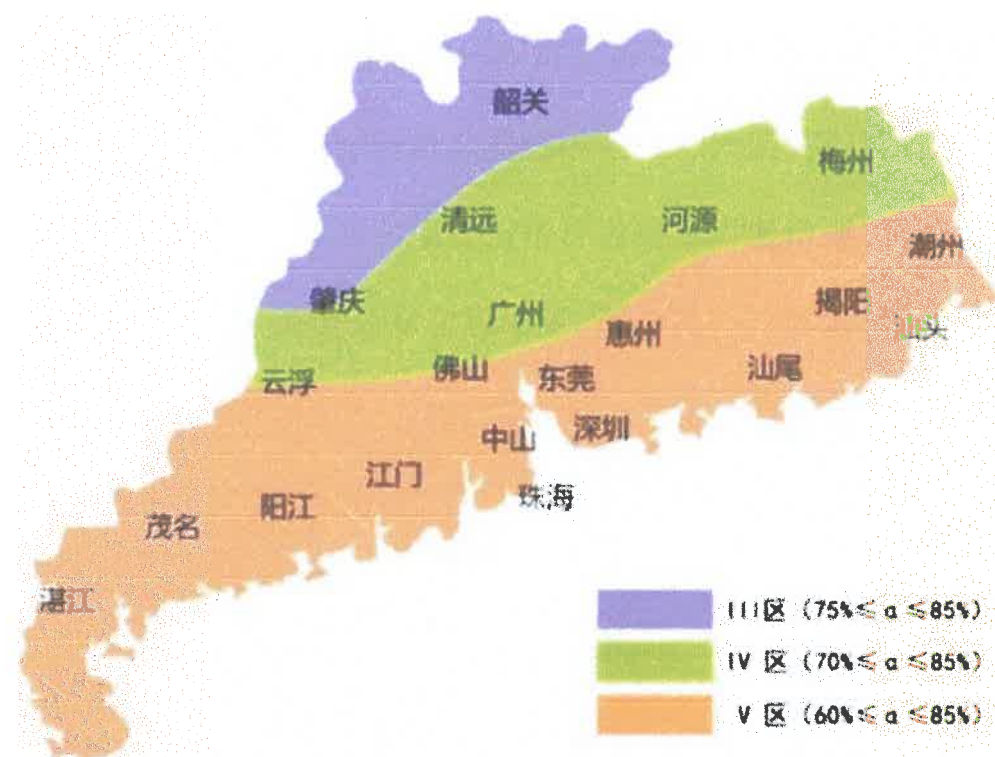 韶关
梅州
清远
河源
潮州
肇庆
广州
揭阳
惠州
汕头
云浮
佛山
东莞
汕尾
中山
深圳
江门
阳江
珠海
茂名
湛江
III区 (75%≤ α ≤85%)
IV 区 (70%≤ α ≤85%)
V 区 (60%≤ α ≤85%)